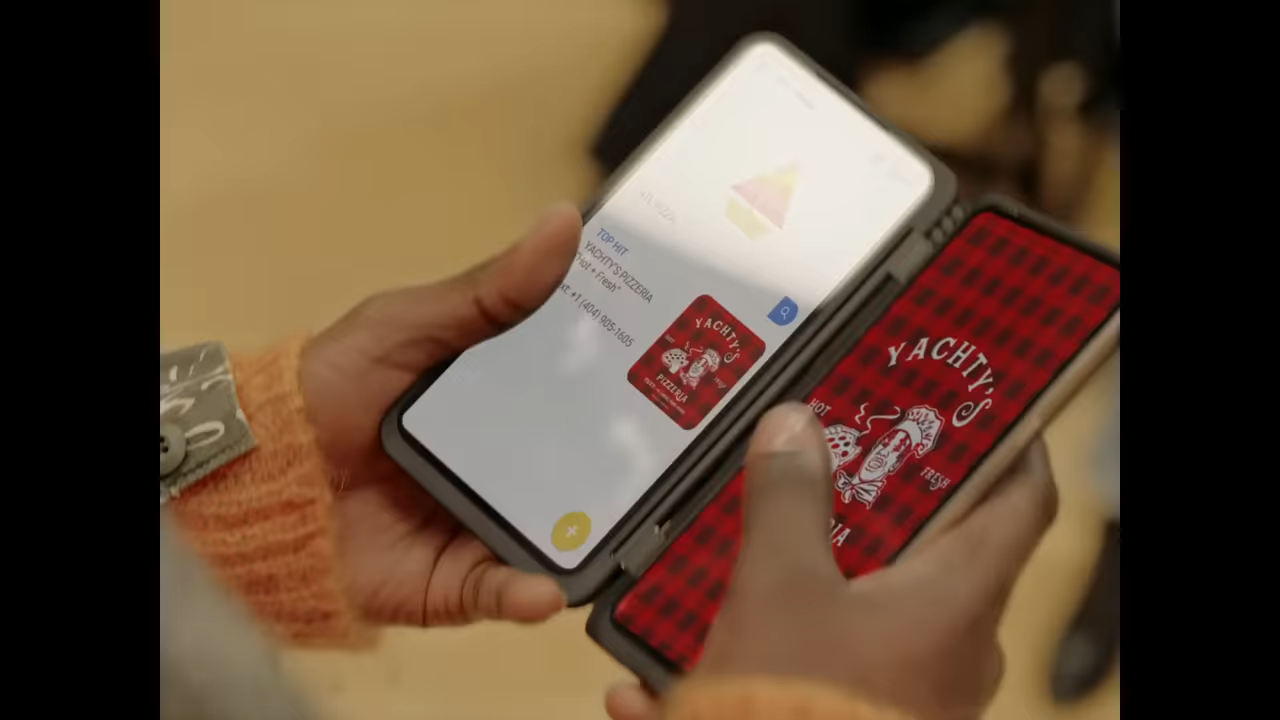 TOP HIT
YACHTY'S PIZZERIA
"Hot + Fresh"
+1 (404) 905-1605
YACHTY'S
PIZZERIA
YACHTY'S
HOT
FRESH